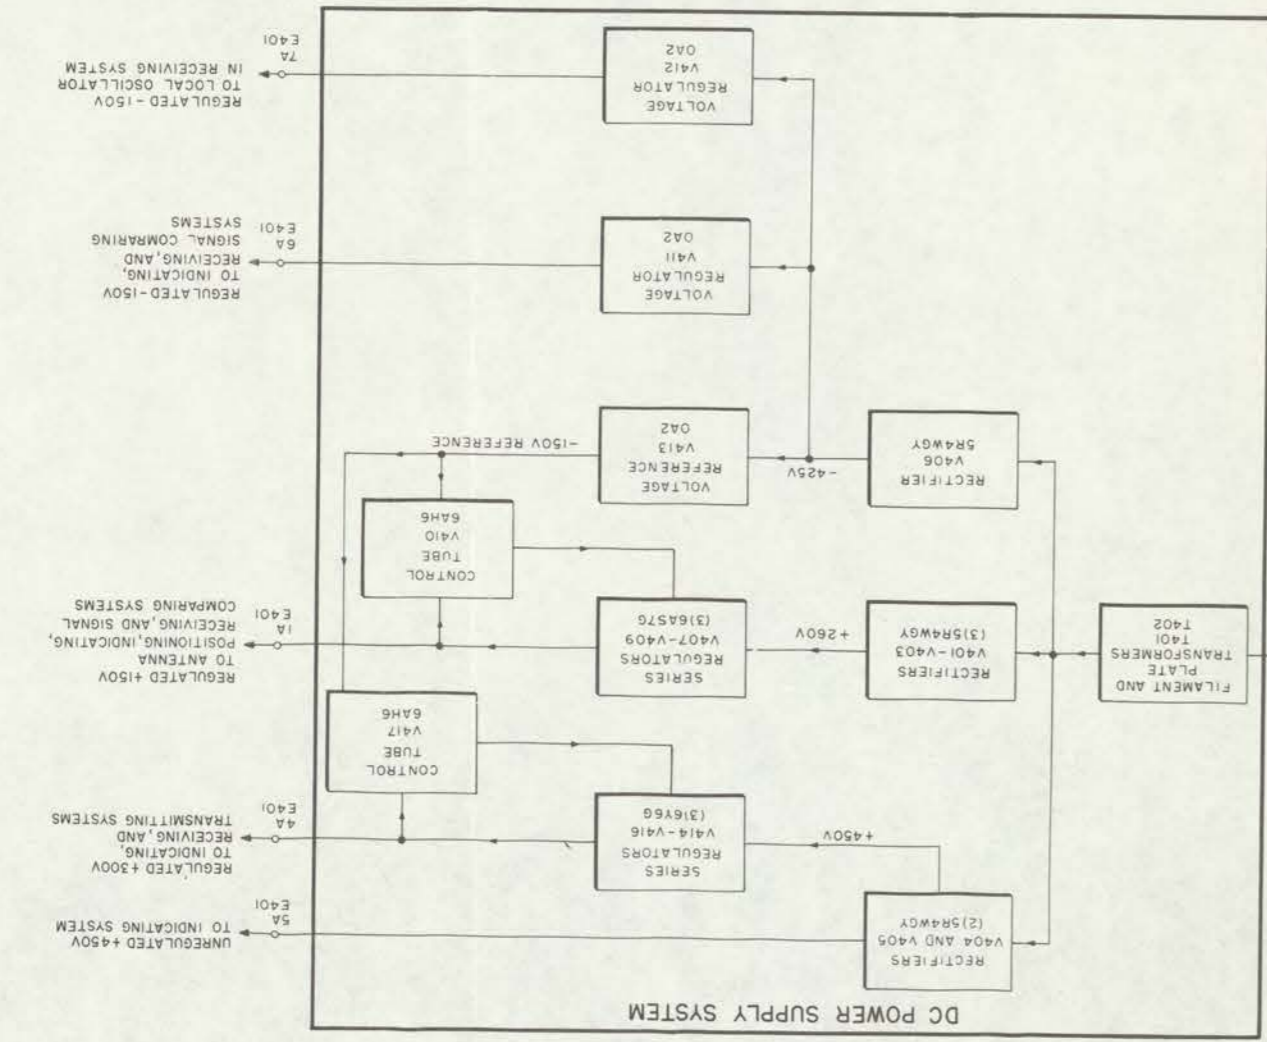 DC POWER SUPPLY SYSTEM
RECTIFIERS
V404 AND V405
(2)5R4WGY
UNREGULATED +450V
TO INDICATING SYSTEM
5A
E401
+450V
SERIES
REGULATORS
V414-V416
(3)6Y6G
REGULATED +300V
TO INDICATING,
RECEIVING, AND
TRANSMITTING SYSTEMS
4A
E401
CONTROL
TUBE
V417
6AH6
FILAMENT AND
PLATE
TRANSFORMERS
T401
T402
RECTIFIERS
V401-V403
(3)5R4WGY
+260V
SERIES
REGULATORS
V407-V409
(3)6AS7G
REGULATED +150V
TO ANTENNA
POSITIONING, INDICATING,
RECEIVING, AND SIGNAL
COMPARING SYSTEMS
1A
E401
CONTROL
TUBE
V410
6AH6
RECTIFIER
V406
5R4WGY
-425V
VOLTAGE
REFERENCE
V413
OA2
-150V REFERENCE
VOLTAGE
REGULATOR
V411
OA2
REGULATED -150V
TO INDICATING,
RECEIVING, AND
SIGNAL COMPARING
SYSTEMS
6A
E401
VOLTAGE
REGULATOR
V412
OA2
REGULATED -150V
TO LOCAL OSCILLATOR
IN RECEIVING SYSTEM
7A
E401